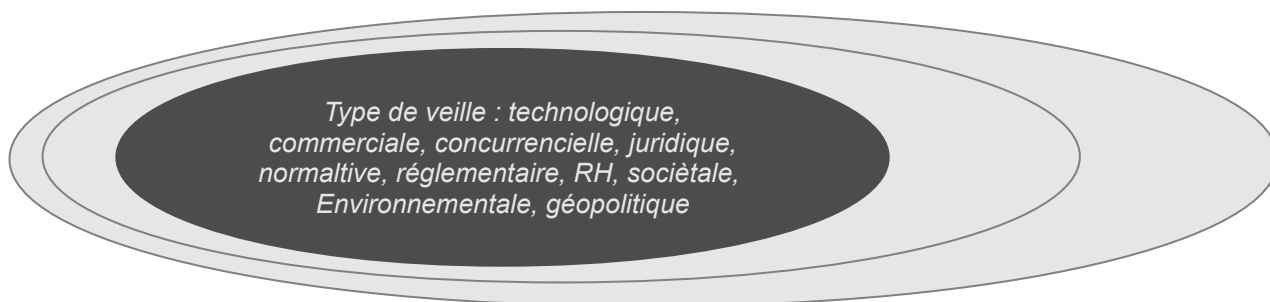 Type de veille : technologique,
commerciale, concurrencielle, juridique,
normaltive, réglementaire, RH, sociètale,
Environnementale, géopolitique